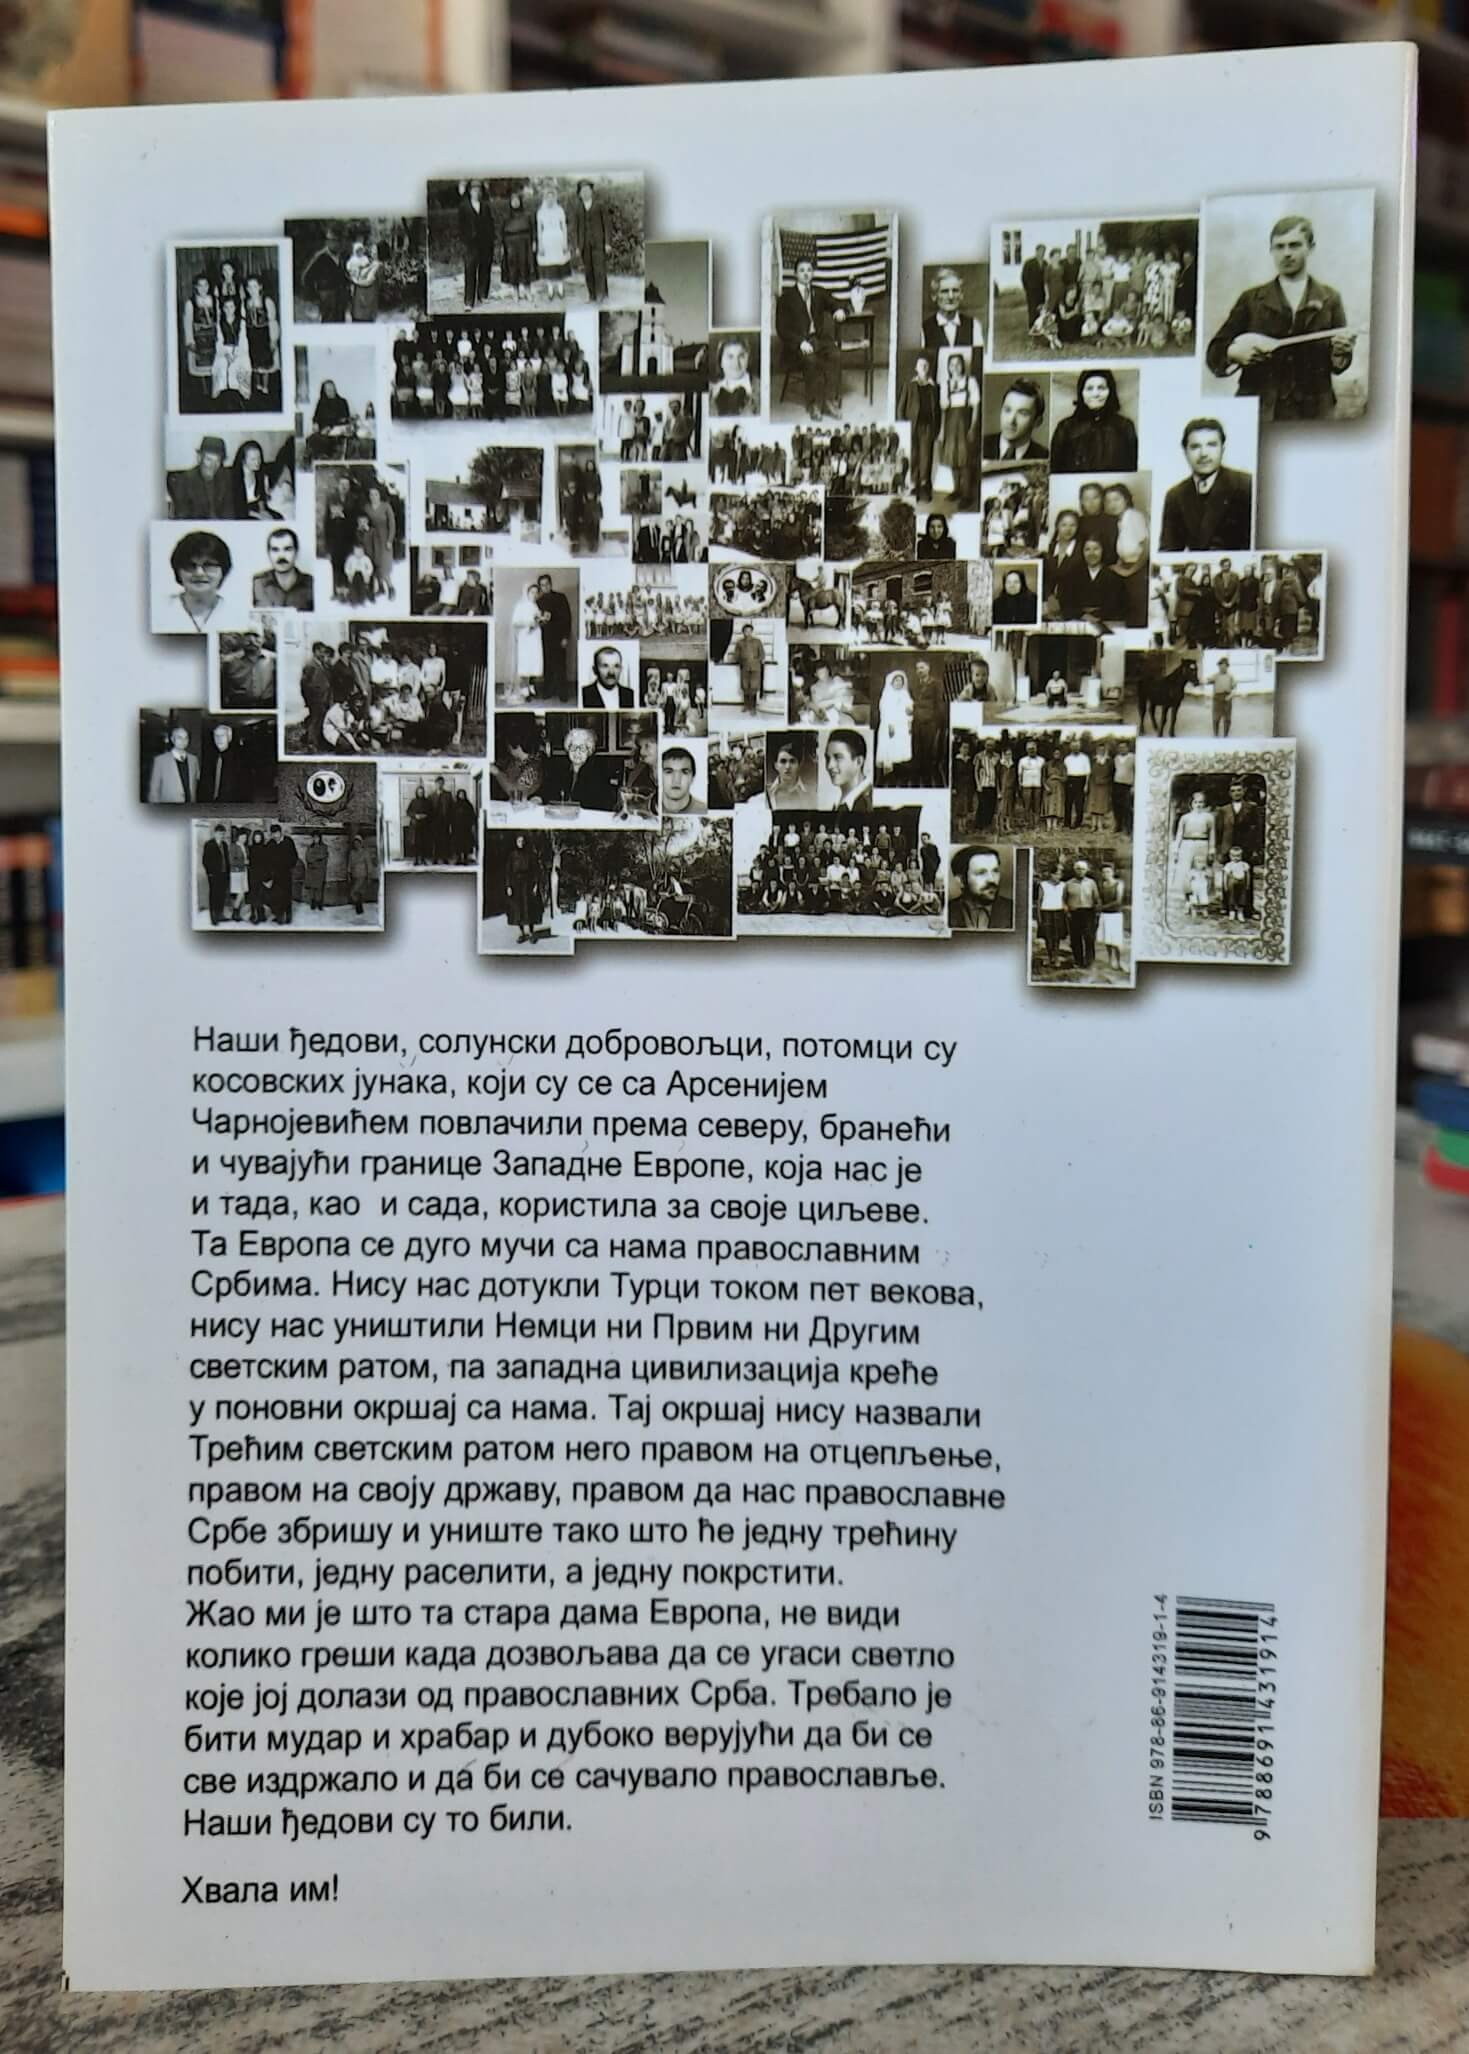 Наши ђедови, солунски добровољци, потомци су
косовских јунака, који су се са Арсенијем
Чарнојевићем повлачили према северу, бранећи
и чувајући границе Западне Европе, која нас је
и тада, као и сада, користила за своје циљеве.
Та Европа се дуго мучи са нама православним
Србима. Нису нас дотукли Турци током пет векова,
нису нас уништили Немци ни Првим ни Другим
светским ратом, па западна цивилизација креће
у поновни окршај са нама. Тај окршај нису назвали
Трећим светским ратом него правом на отцепљење,
правом на своју државу, правом да нас православне
Србе збришу и униште тако што ће једну трећину
побити, једну раселити, а једну покрстити.
Жао ми је што та стара дама Европа, не види
колико греши када дозвољава да се угаси светло
које јој долази од православних Срба. Требало је
бити мудар и храбар и дубоко верујући да би се
све издржало и да би се сачувало православље.
Наши ђедови су то били.
Хвала им!
ISBN 978-86-914319-1-4
9 788691 431914